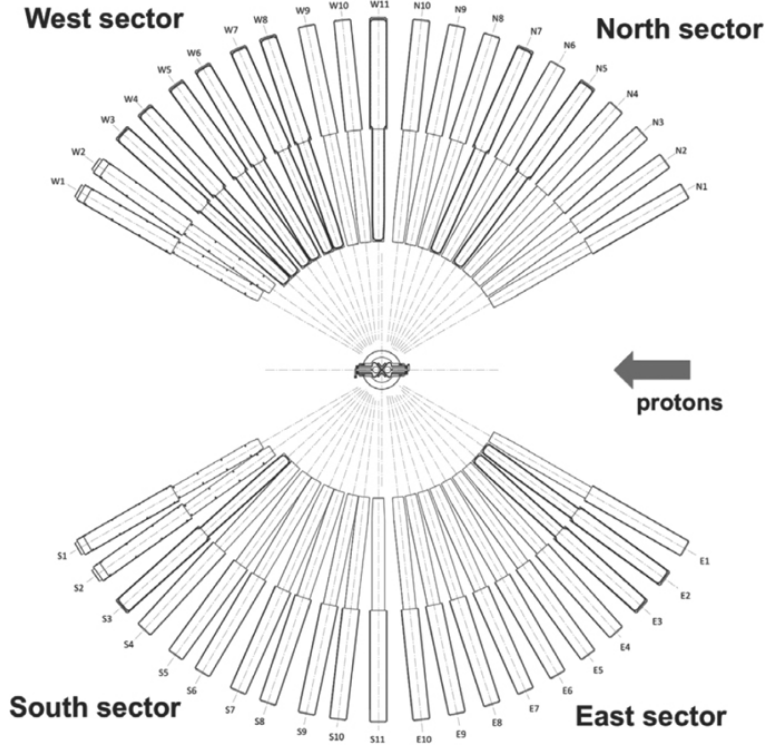 West sector
North sector
W1
W2
W3
W4
W5
W6
W7
W8
W9
W10
W11
N10
N9
N8
N7
N6
N5
N4
N3
N2
N1
protons
S1
S2
S3
S4
S5
S6
S7
S8
S9
S10
S11
E10
E9
E8
E7
E6
E5
E4
E3
E2
E1
South sector
East sector